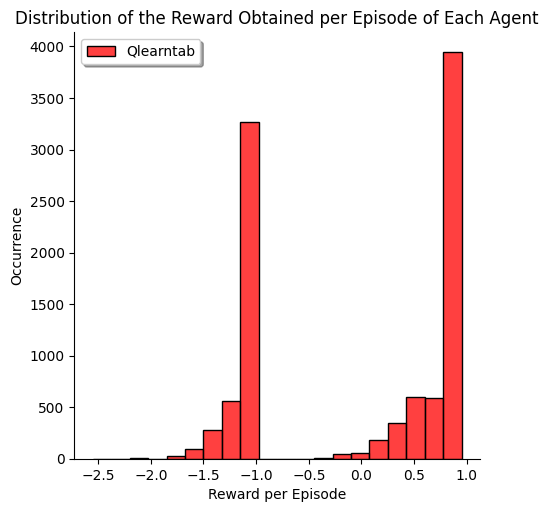 Distribution of the Reward Obtained per Episode of Each Agent
Qlearntab
4000
3500
3000
2500
2000
1500
1000
500
0
Occurrence
−2.5 −2.0 −1.5 −1.0 −0.5 0.0 0.5 1.0
Reward per Episode